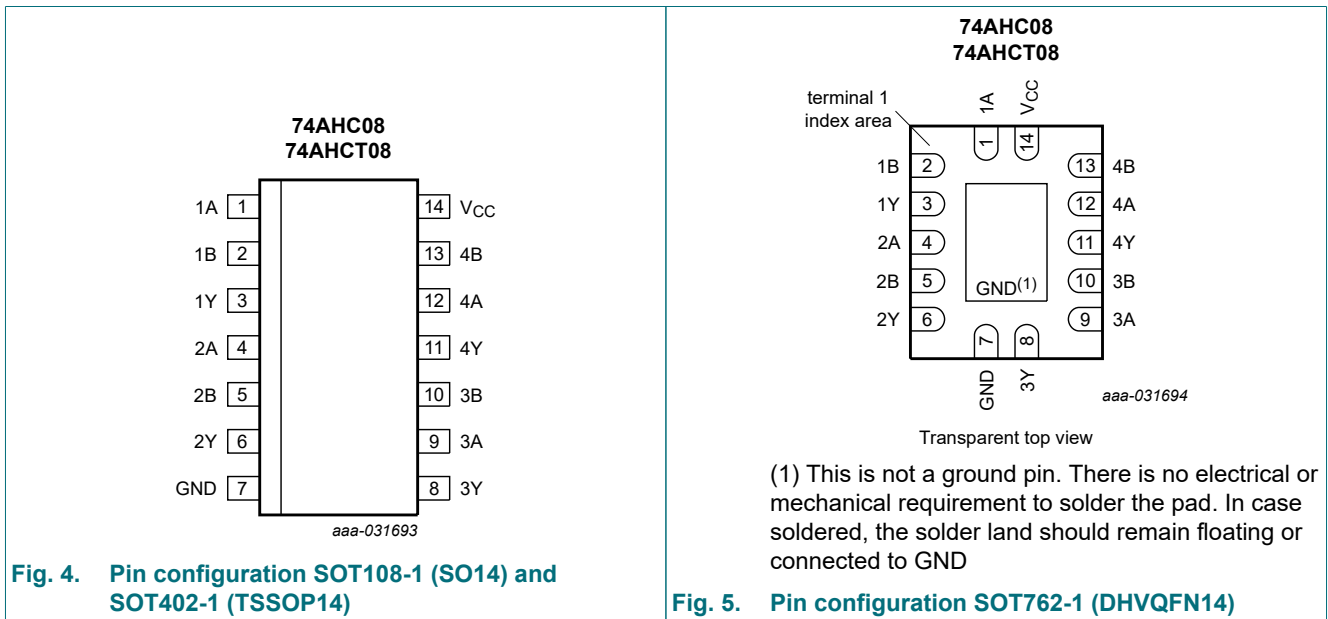 74AHC08
74AHCT08
1A 1
1B 2
1Y 3
2A 4
2B 5
2Y 6
GND 7
14 VCC
13 4B
12 4A
11 4Y
10 3B
9 3A
8 3Y
aaa-031693
Fig. 4. Pin configuration SOT108-1 (SO14) and
SOT402-1 (TSSOP14)
74AHC08
74AHCT08
terminal 1
index area
1A
VCC
1
14
1B 2
1Y 3
2A 4
2B 5
2Y 6
13 4B
12 4A
11 4Y
10 3B
9 3A
GND(1)
7
8
GND
3Y
aaa-031694
Transparent top view
(1) This is not a ground pin. There is no electrical or
mechanical requirement to solder the pad. In case
soldered, the solder land should remain floating or
connected to GND
Fig. 5. Pin configuration SOT762-1 (DHVQFN14)